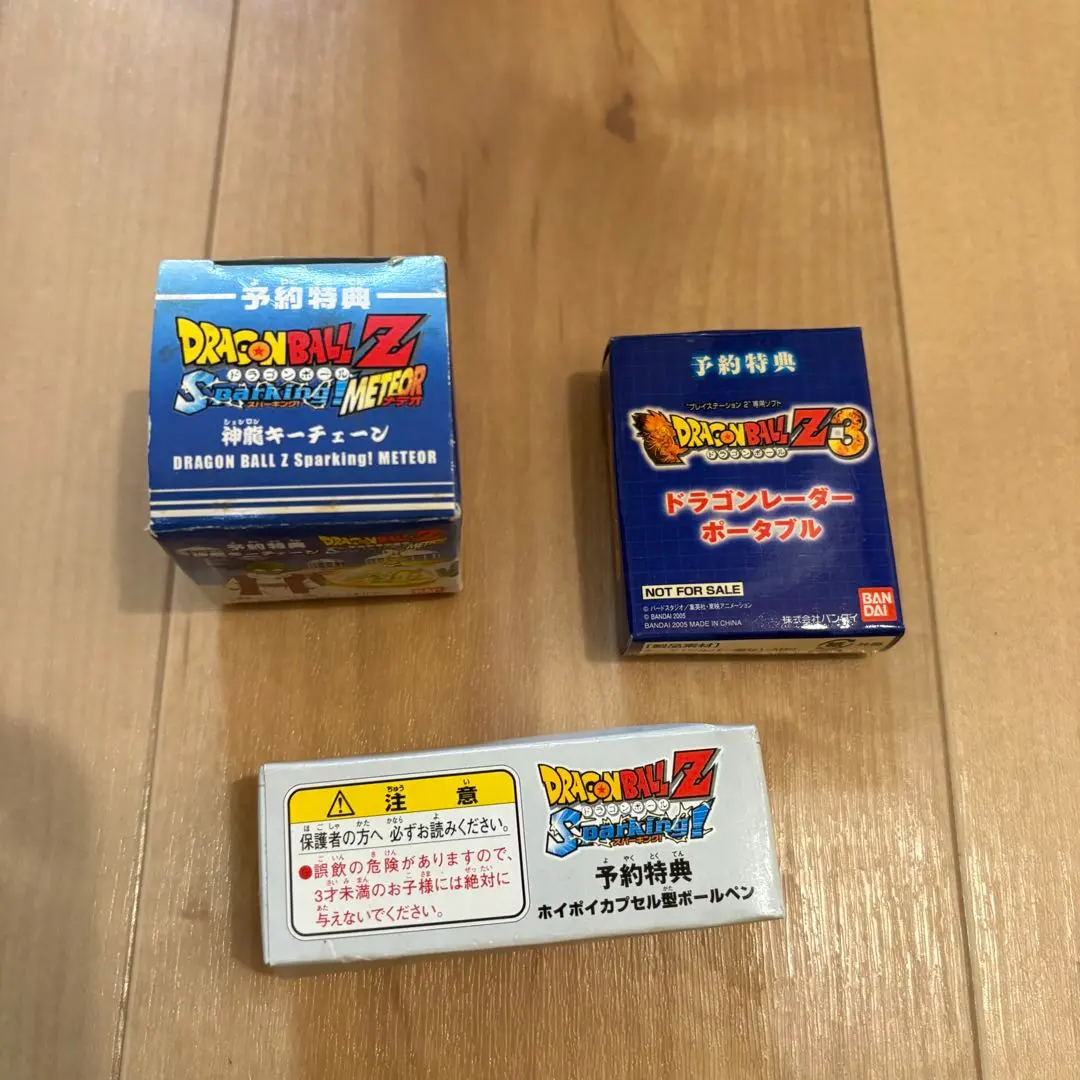 予約特典
DRAGON BALL Z
ドラゴンボール
Sparking! METEOR
スパーキング! メテオ
神龍キーチェーン
シェンロン
DRAGON BALL Z Sparking! METEOR
予約特典
DRAGON BALL Z
METEOR
予約特典
"プレイステーション 2"専用ソフト
DRAGON BALL Z3
ドラゴンボール
ドラゴンレーダー
ポータブル
NOT FOR SALE
© バードスタジオ/集英社・東映アニメーション
© BANDAI 2005
BANDAI 2005 MADE IN CHINA
株式会社バンダイ
BAN
DAI
注意
保護者の方へ 必ずお読みください。
●誤飲の危険がありますので、
3才未満のお子様には絶対に
与えないでください。
DRAGON BALL Z
ドラゴンボール
Sparking!
スパーキング!
予約特典
ホイポイカプセル型ボールペン